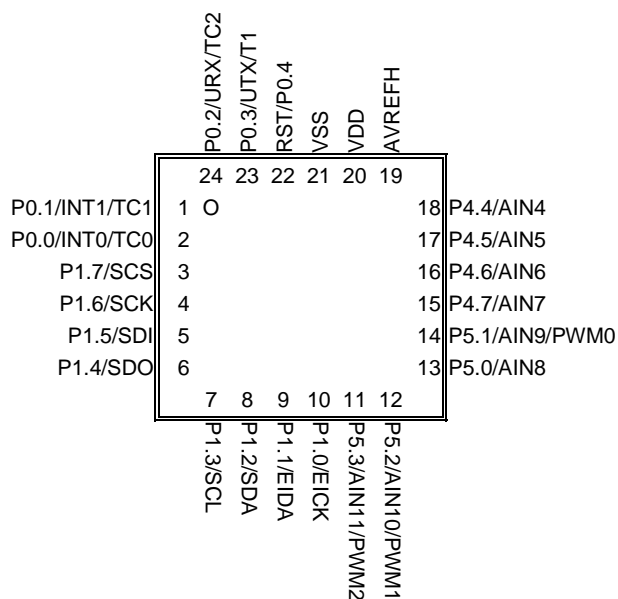 P0.2/URX/TC2
P0.3/UTX/T1
RST/P0.4
VSS
VDD
AVREFH
24 23 22 21 20 19
P0.1/INT1/TC1 1 O 18 P4.4/AIN4
P0.0/INT0/TC0 2 17 P4.5/AIN5
P1.7/SCS 3 16 P4.6/AIN6
P1.6/SCK 4 15 P4.7/AIN7
P1.5/SDI 5 14 P5.1/AIN9/PWM0
P1.4/SDO 6 13 P5.0/AIN8
7 8 9 10 11 12
P1.3/SCL
P1.2/SDA
P1.1/EIDA
P1.0/EICK
P5.3/AIN11/PWM2
P5.2/AIN10/PWM1